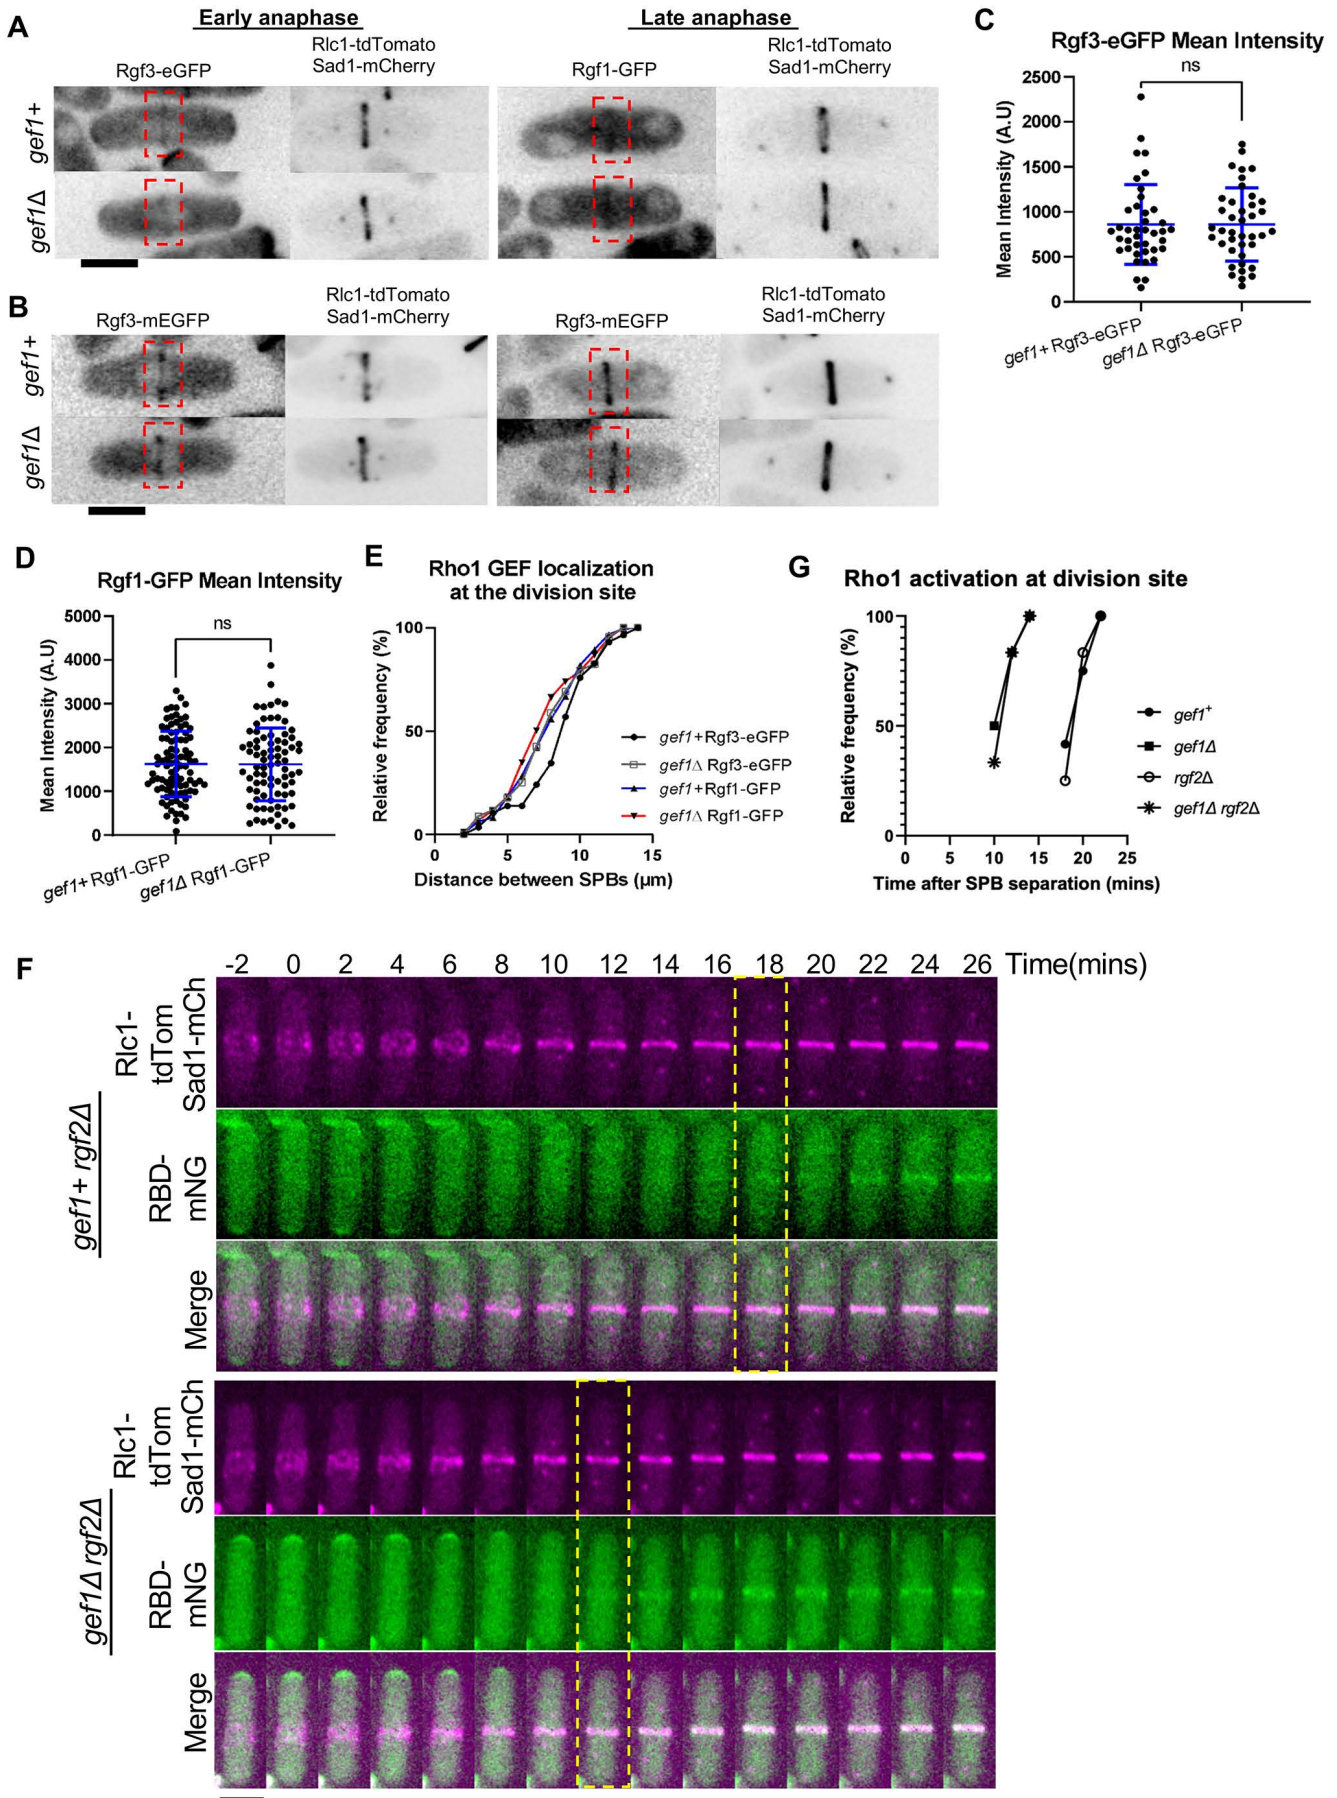 A
Early anaphase
Late anaphase
Rgf3-eGFP
Rlc1-tdTomato
Sad1-mCherry
Rgf1-GFP
Rlc1-tdTomato
Sad1-mCherry
gef1+
gef1Δ
B
Rgf3-mEGFP
Rlc1-tdTomato
Sad1-mCherry
Rgf3-mEGFP
Rlc1-tdTomato
Sad1-mCherry
gef1+
gef1Δ
C
Rgf3-eGFP Mean Intensity
ns
Mean Intensity (A.U)
2500
2000
1500
1000
500
0
gef1+ Rgf3-eGFP
gef1Δ Rgf3-eGFP
D
Rgf1-GFP Mean Intensity
ns
Mean Intensity (A.U)
5000
4000
3000
2000
1000
0
gef1+ Rgf1-GFP
gef1Δ Rgf1-GFP
E
Rho1 GEF localization
at the division site
Relative frequency (%)
100
50
0
0 5 10 15
Distance between SPBs (µm)
gef1+Rgf3-eGFP
gef1Δ Rgf3-eGFP
gef1+Rgf1-GFP
gef1Δ Rgf1-GFP
G
Rho1 activation at division site
Relative frequency (%)
100
50
0
0 5 10 15 20 25
Time after SPB separation (mins)
gef1+
gef1Δ
rgf2Δ
gef1Δ rgf2Δ
F
-2 0 2 4 6 8 10 12 14 16 18 20 22 24 26 Time(mins)
gef1+ rgf2Δ
Rlc1-
tdTom
Sad1-mCh
RBD-
mNG
Merge
gef1Δ rgf2Δ
Rlc1-
tdTom
Sad1-mCh
RBD-
mNG
Merge